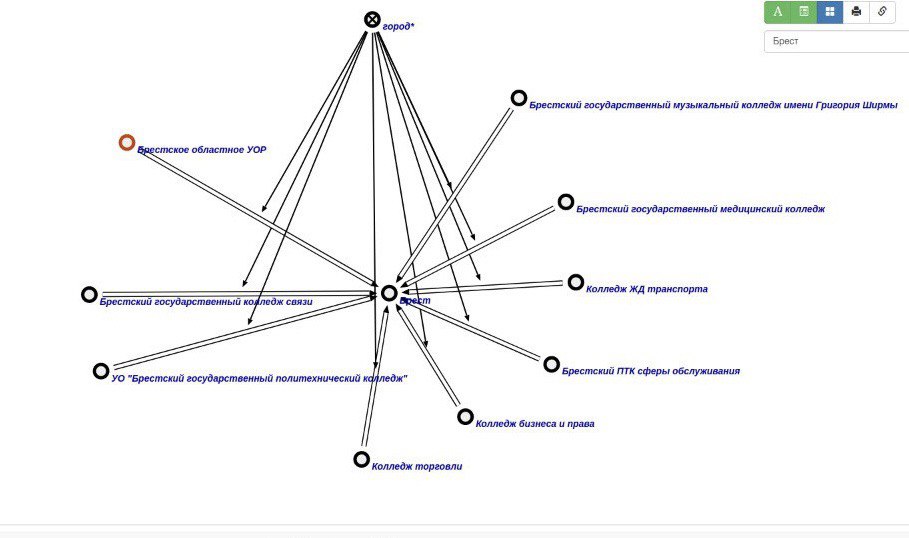 A
город*
Брест
Брестский государственный музыкальный колледж имени Григория Ширмы
Брестское областное УОР
Брестский государственный медицинский колледж
Колледж ЖД транспорта
Брестский государственный колледж связи
Брест
Брестский ПТК сферы обслуживания
УО "Брестский государственный политехнический колледж"
Колледж бизнеса и права
Колледж торговли